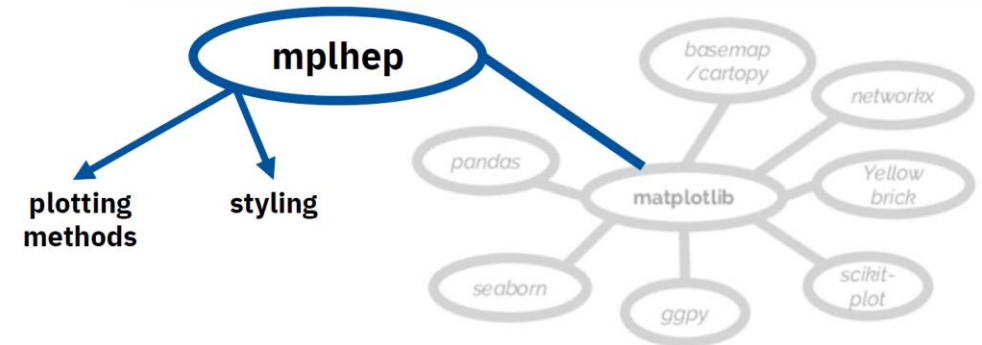 mplhep
plotting
methods
styling
basemap
/cartopy
networkx
pandas
matplotlib
Yellow
brick
seaborn
ggpy
scikit-
plot